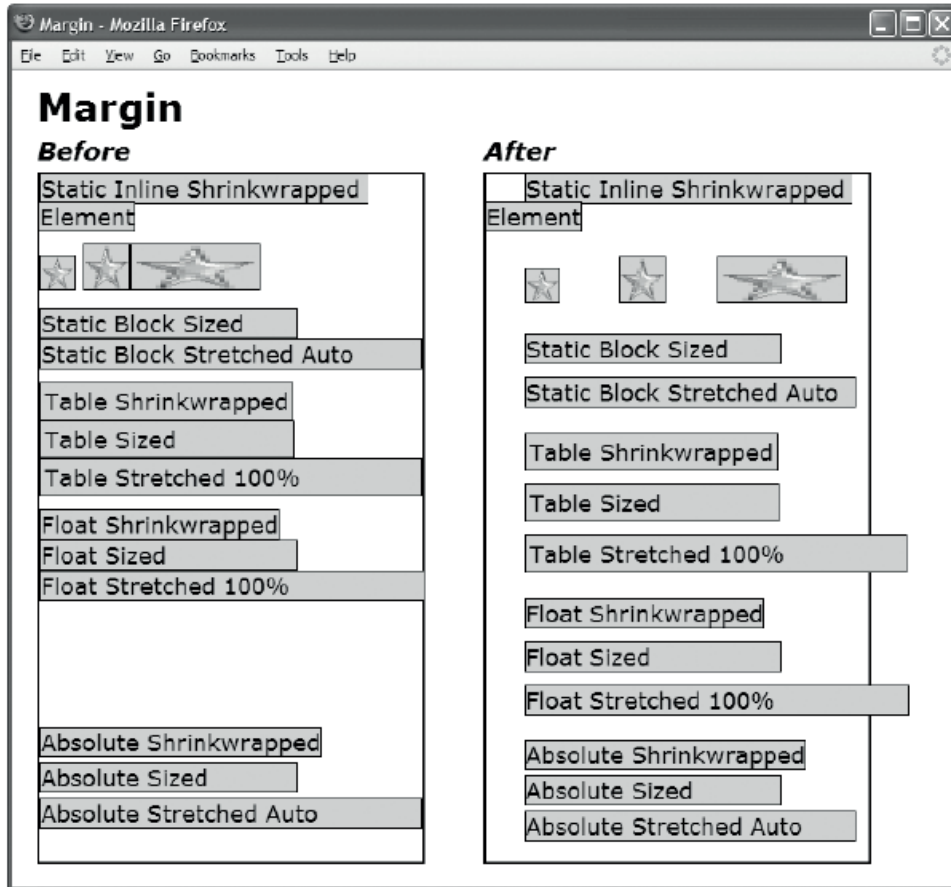 Margin - Mozilla Firefox
File Edit View Go Bookmarks Tools Help
Margin
Before
Static Inline Shrinkwrapped
Element
Static Block Sized
Static Block Stretched Auto
Table Shrinkwrapped
Table Sized
Table Stretched 100%
Float Shrinkwrapped
Float Sized
Float Stretched 100%
Absolute Shrinkwrapped
Absolute Sized
Absolute Stretched Auto
After
Static Inline Shrinkwrapped
Element
Static Block Sized
Static Block Stretched Auto
Table Shrinkwrapped
Table Sized
Table Stretched 100%
Float Shrinkwrapped
Float Sized
Float Stretched 100%
Absolute Shrinkwrapped
Absolute Sized
Absolute Stretched Auto